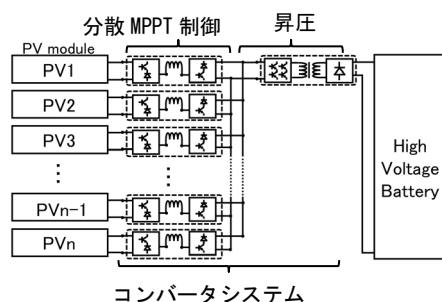 分散 MPPT 制御
昇圧
PV module
PV1
PV2
PV3
⋮
⋮
PVn-1
PVn
High
Voltage
Battery
コンバータシステム